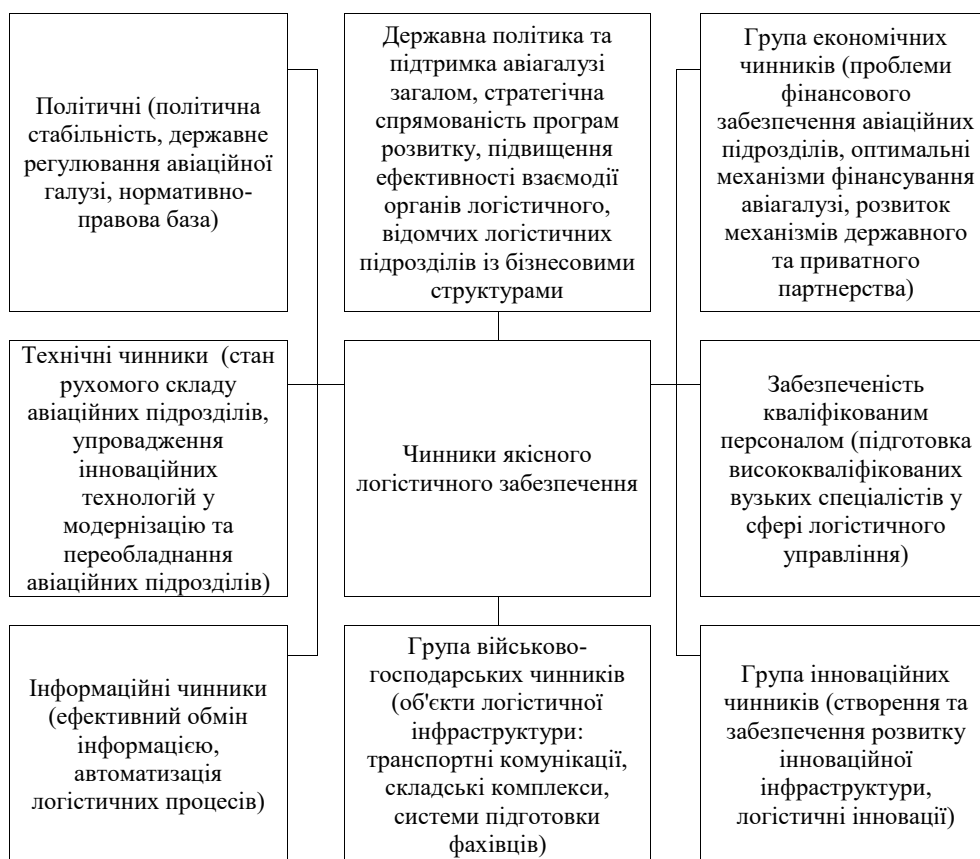 Політичні (політична
стабільність, державне
регулювання авіаційної
галузі, нормативно-
правова база)
Державна політика та
підтримка авіагалузі
загалом, стратегічна
спрямованість програм
розвитку, підвищення
ефективності взаємодії
органів логістичного,
відомчих логістичних
підрозділів із бізнесовими
структурами
Група економічних
чинників (проблеми
фінансового
забезпечення авіаційних
підрозділів, оптимальні
механізми фінансування
авіагалузі, розвиток
механізмів державного
та приватного
партнерства)
Технічні чинники (стан
рухомого складу
авіаційних підрозділів,
упровадження
інноваційних
технологій у
модернізацію та
переобладнання
авіаційних підрозділів)
Чинники якісного
логістичного забезпечення
Забезпеченість
кваліфікованим
персоналом (підготовка
висококваліфікованих
вузьких спеціалістів у
сфері логістичного
управління)
Інформаційні чинники
(ефективний обмін
інформацією,
автоматизація
логістичних процесів)
Група військово-
господарських чинників
(об'єкти логістичної
інфраструктури:
транспортні комунікації,
складські комплекси,
системи підготовки
фахівців)
Група інноваційних
чинників (створення та
забезпечення розвитку
інноваційної
інфраструктури,
логістичні інновації)